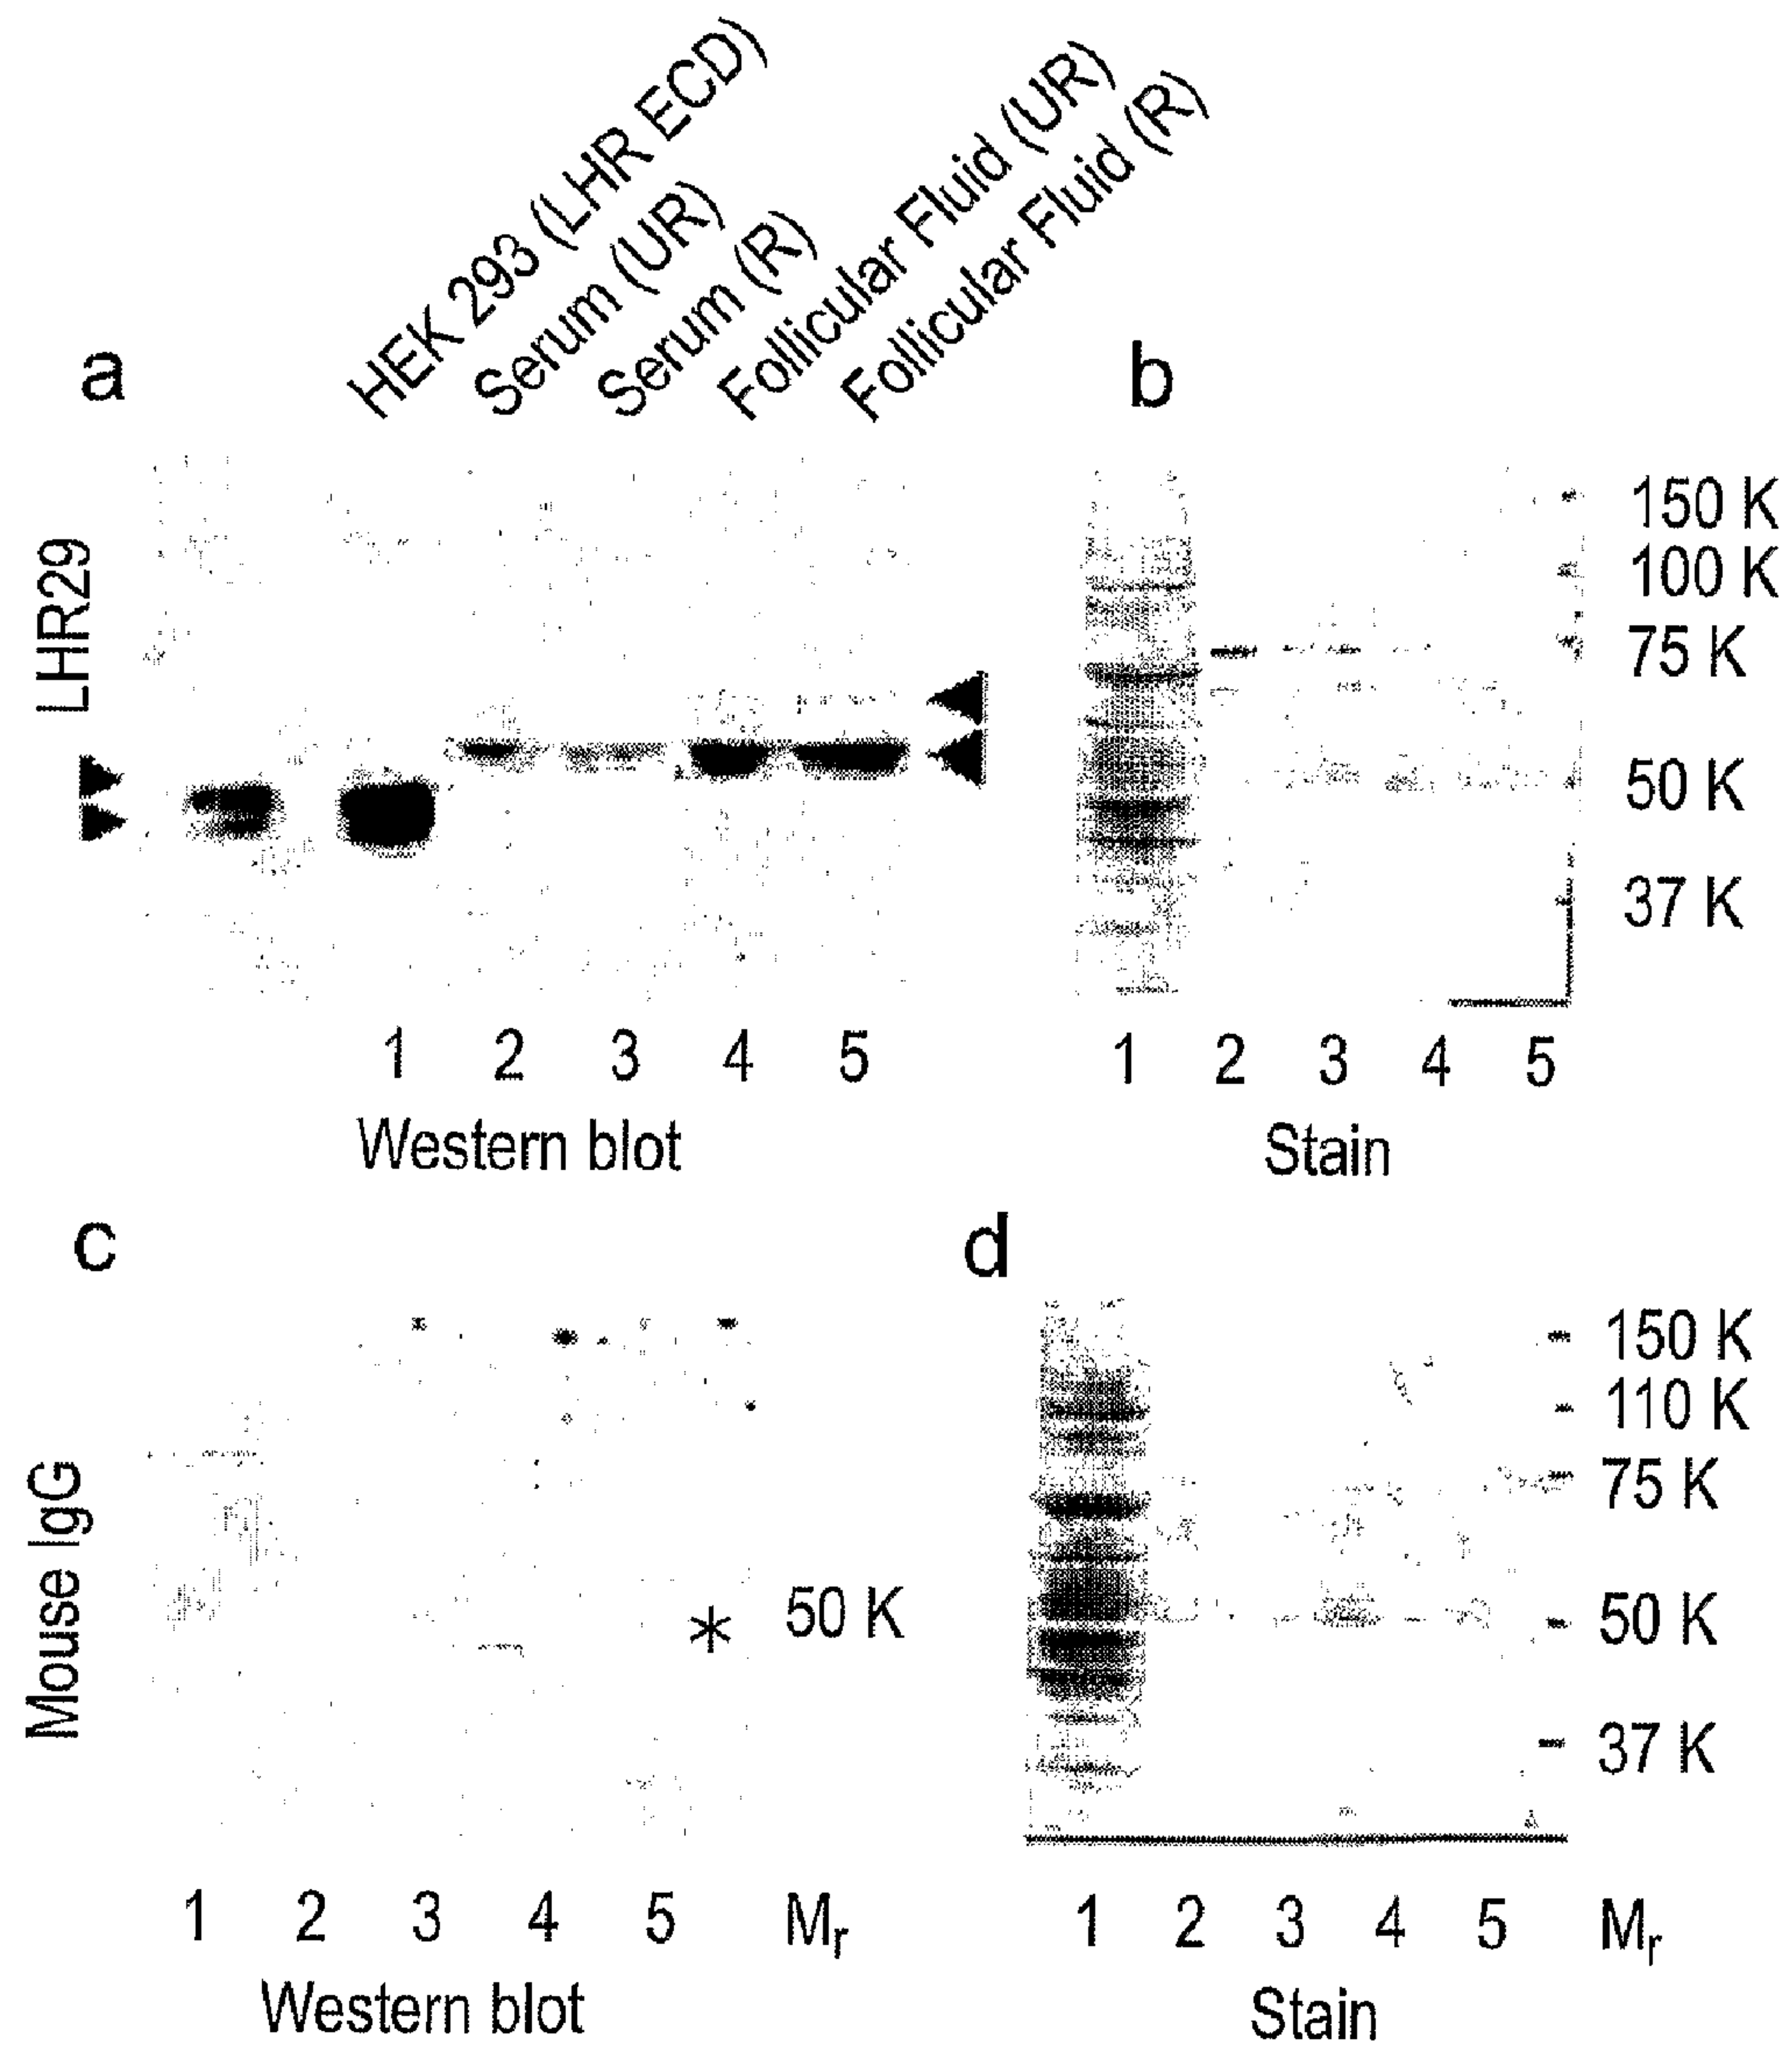 HEK 293 (LHR ECD)
Serum (UR)
Serum (R)
Follicular Fluid (UR)
Follicular Fluid (R)
a
b
LHR29
150 K
100 K
75 K
50 K
37 K
1 2 3 4 5
Western blot
1 2 3 4 5
Stain
c
d
Mouse IgG
* 50 K
150 K
110 K
75 K
50 K
37 K
1 2 3 4 5 Mr
Western blot
1 2 3 4 5 Mr
Stain